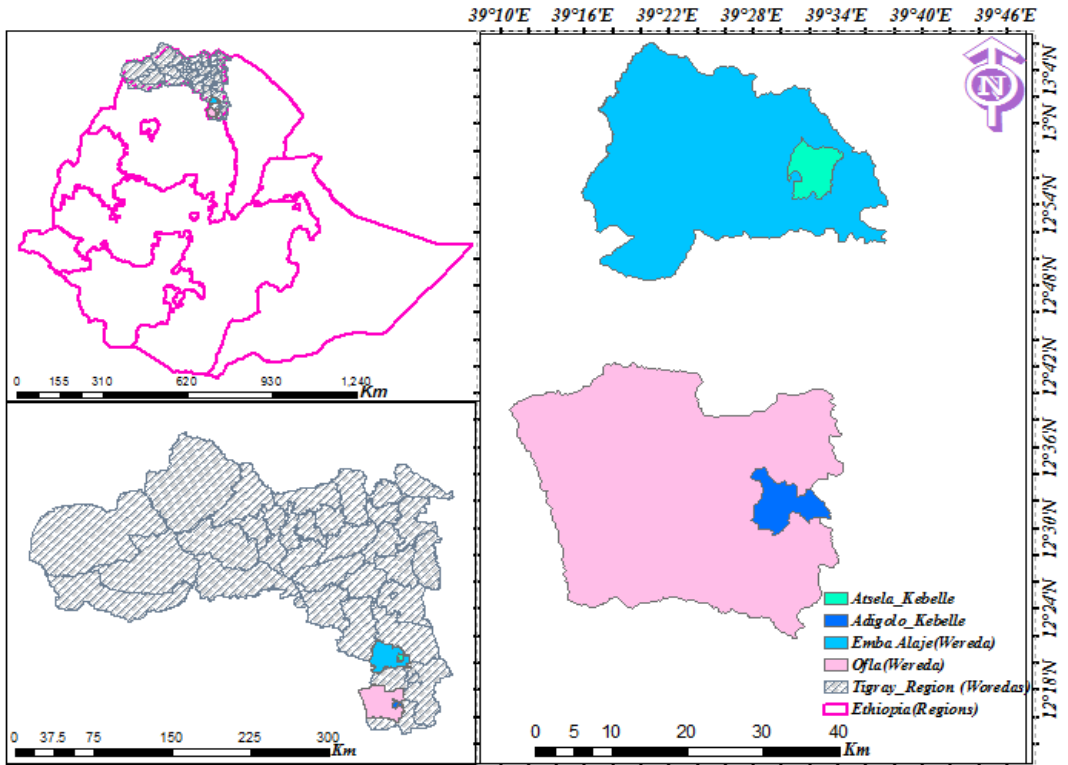 39°10'E 39°16'E 39°22'E 39°28'E 39°34'E 39°40'E 39°46'E
N
13°4'N
13°N
12°54'N
12°48'N
12°42'N
12°36'N
12°30'N
12°24'N
12°18'N
0 155 310 620 930 1,240
Km
0 37.5 75 150 225 300
Km
Atsela_Kebelle
Adigolo_Kebelle
Emba Alaje(Wereda)
Ofla(Wereda)
Tigray_Region (Woredas)
Ethiopia(Regions)
0 5 10 20 30 40
Km